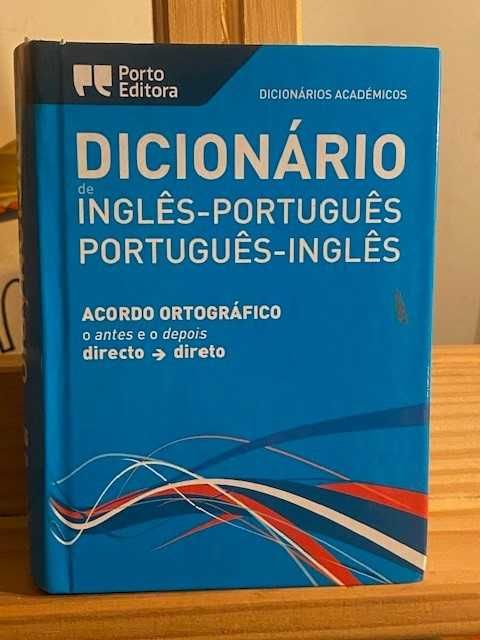 Porto
Editora
DICIONÁRIOS ACADÉMICOS
DICIONÁRIO
de
INGLÊS-PORTUGUÊS
PORTUGUÊS-INGLÊS
ACORDO ORTOGRÁFICO
o antes e o depois
directo → direto